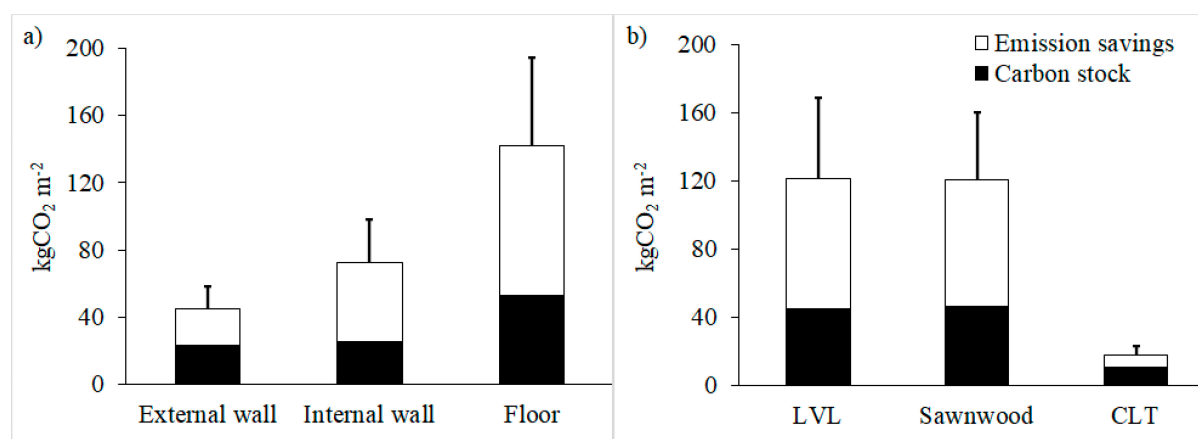 a)
200
160
120
80
40
0
kgCO₂ m⁻²
External wall Internal wall Floor
b)
200
160
120
80
40
0
kgCO₂ m⁻²
Emission savings
Carbon stock
LVL Sawnwood CLT